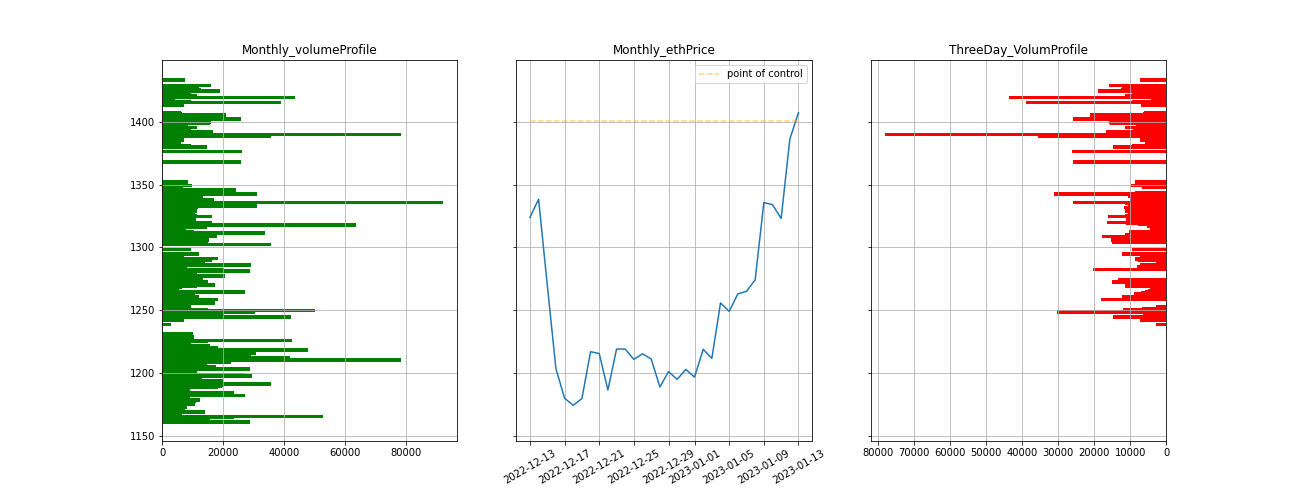 Monthly_volumeProfile
Monthly_ethPrice
ThreeDay_VolumProfile
point of control
1400
1350
1300
1250
1200
1150
0 20000 40000 60000 80000
2022-12-13 2022-12-17 2022-12-21 2022-12-25 2022-12-29 2023-01-01 2023-01-05 2023-01-09 2023-01-13
80000 70000 60000 50000 40000 30000 20000 10000 0